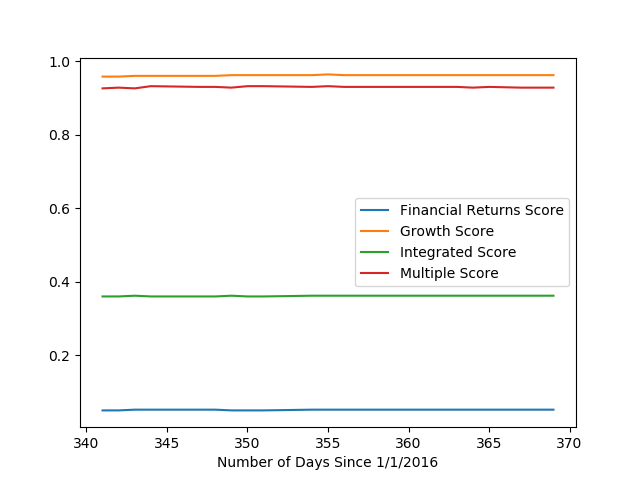 1.0
0.8
0.6
0.4
0.2
Financial Returns Score
Growth Score
Integrated Score
Multiple Score
340 345 350 355 360 365 370
Number of Days Since 1/1/2016